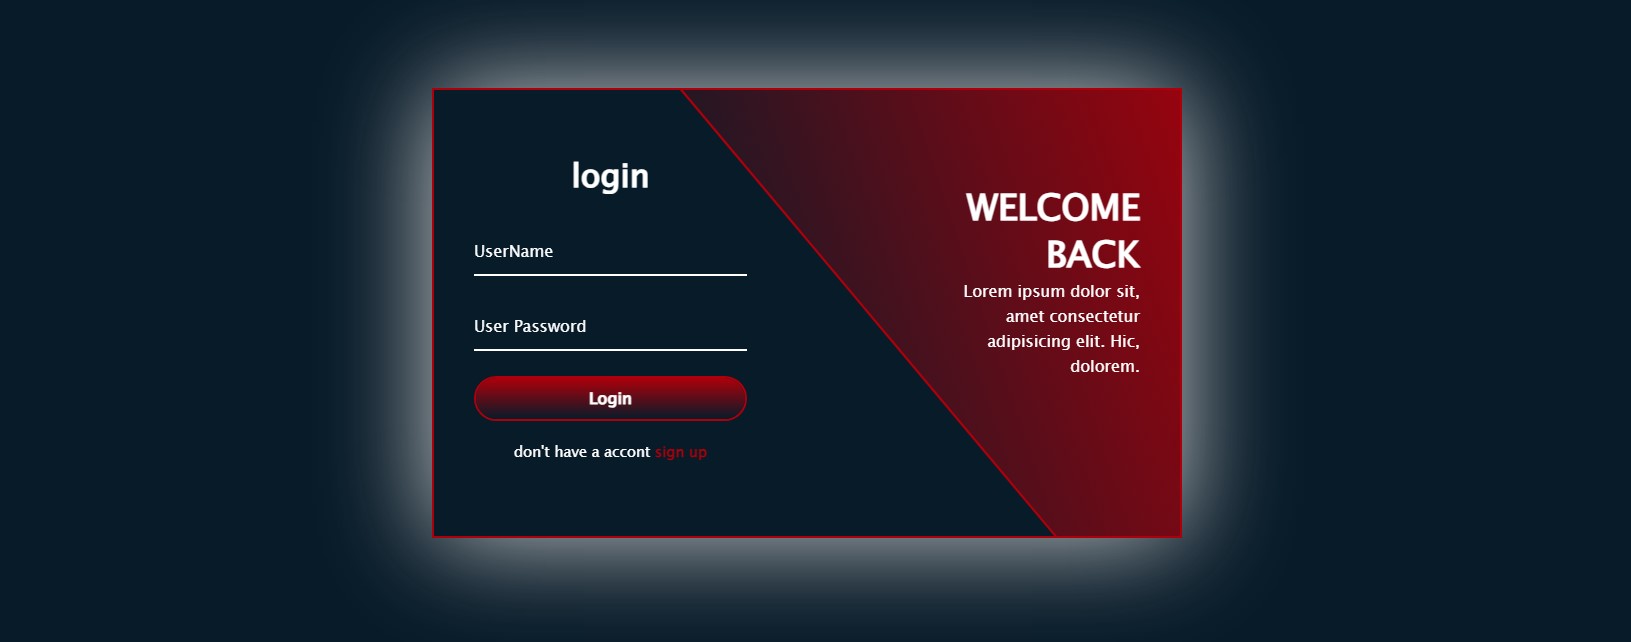 login
UserName
User Password
Login
don't have a accont sign up
WELCOME
BACK
Lorem ipsum dolor sit,
amet consectetur
adipisicing elit. Hic,
dolorem.